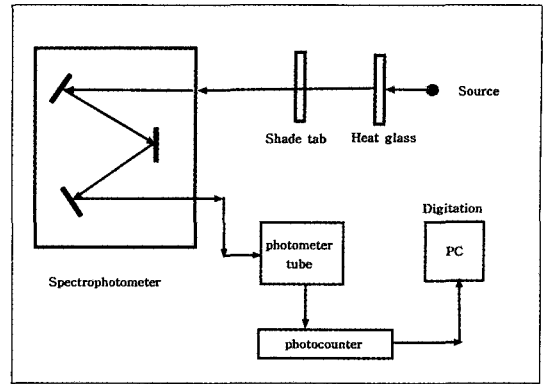 Source
Shade tab
Heat glass
Digitation
photometer
tube
PC
Spectrophotometer
photocounter